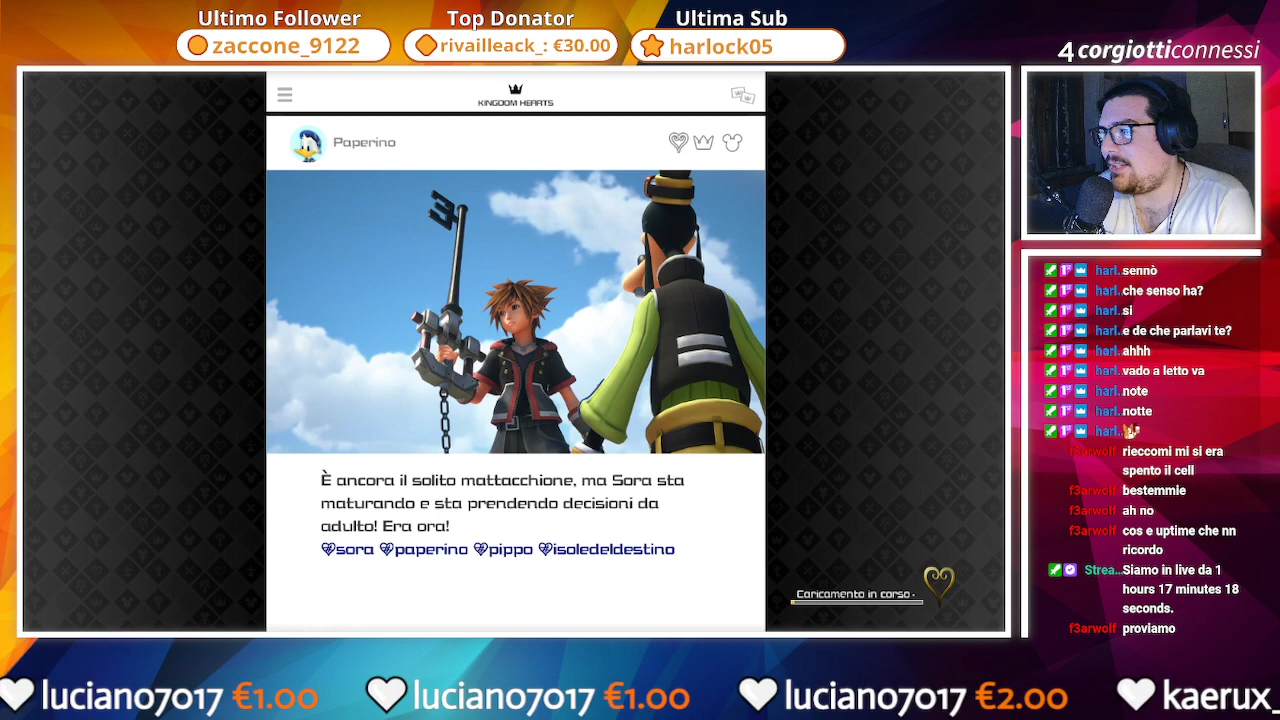 Ultimo Follower
zaccone_9122
Top Donator
rivailleack_: €30.00
Ultima Sub
harlock05
4 corgiotticonnessi
KINGDOM HEARTS
Paperino
È ancora il solito mattacchione, ma Sora sta
maturando e sta prendendo decisioni da
adulto! Era ora!
sora paperino pippo isoledeldestino
Caricamento in corso
harl..sennò
harl..che senso ha?
harl..si
harl..e de che parlavi te?
harl..ahhh
harl..vado a letto va
harl..note
harl..notte
harl..
f3arwolf rieccomi mi si era
spento il cell
f3arwolf bestemmie
f3arwolf ah no
f3arwolf cos e uptime che nn
ricordo
Strea...Siamo in live da 1
hours 17 minutes 18
seconds.
f3arwolf proviamo
luciano7017 €1.00 luciano7017 €1.00 luciano7017 €2.00 kaerux_